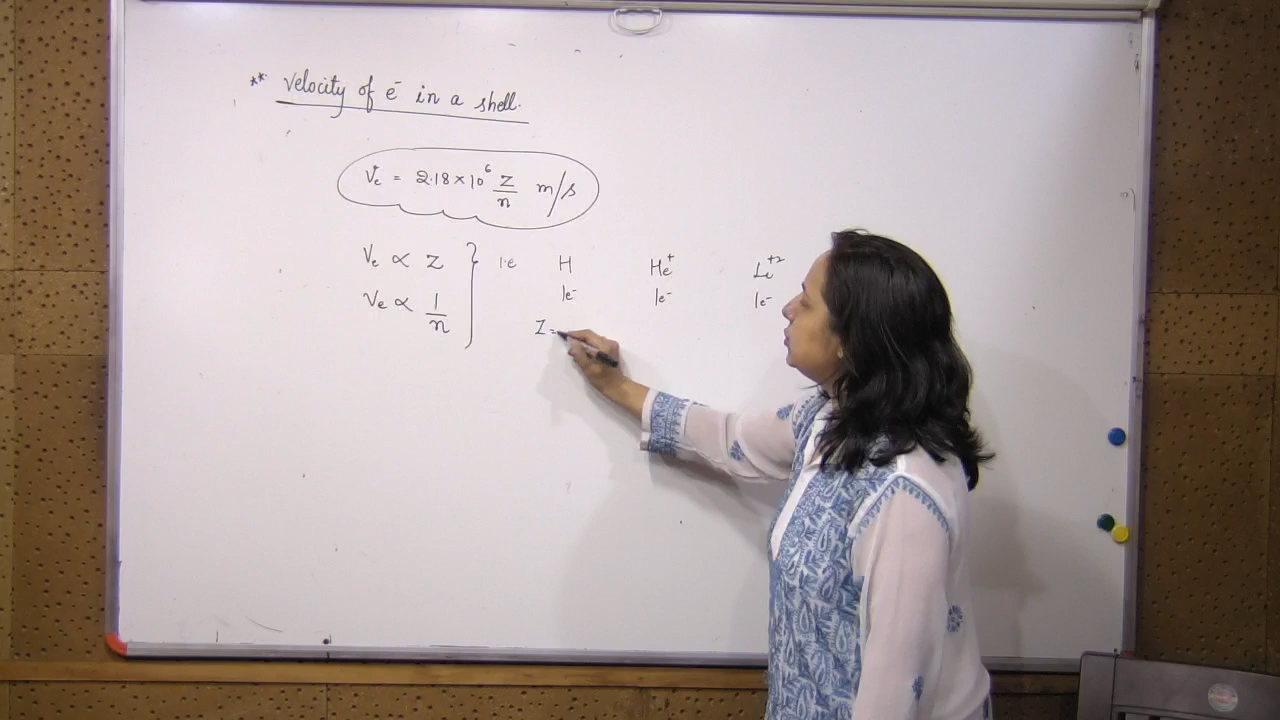 ** Velocity of e⁻ in a shell.
Ve = 2.18×10⁶ Z/n m/s
Ve ∝ Z } i.e H He⁺ Li⁺²
Ve ∝ 1/n 1e⁻ 1e⁻ 1e⁻
Z=